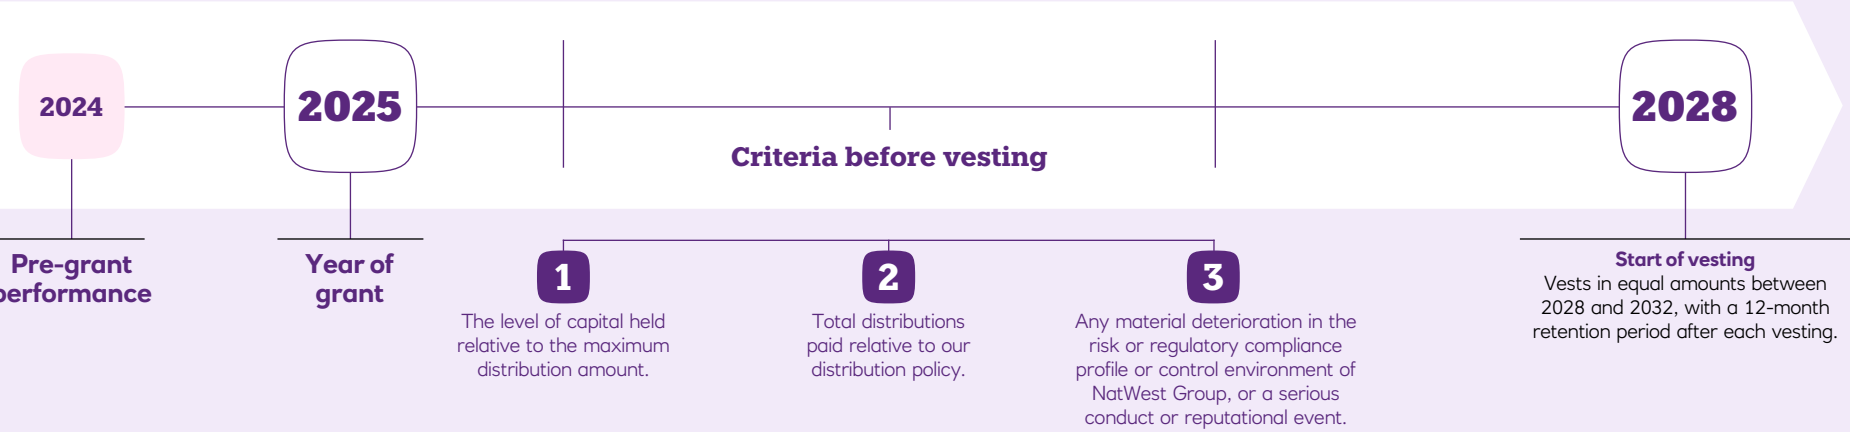 2024
2025
2028
Criteria before vesting
Pre-grant
performance
Year of
grant
1
The level of capital held
relative to the maximum
distribution amount.
2
Total distributions
paid relative to our
distribution policy.
3
Any material deterioration in the
risk or regulatory compliance
profile or control environment of
NatWest Group, or a serious
conduct or reputational event.
Start of vesting
Vests in equal amounts between
2028 and 2032, with a 12-month
retention period after each vesting.